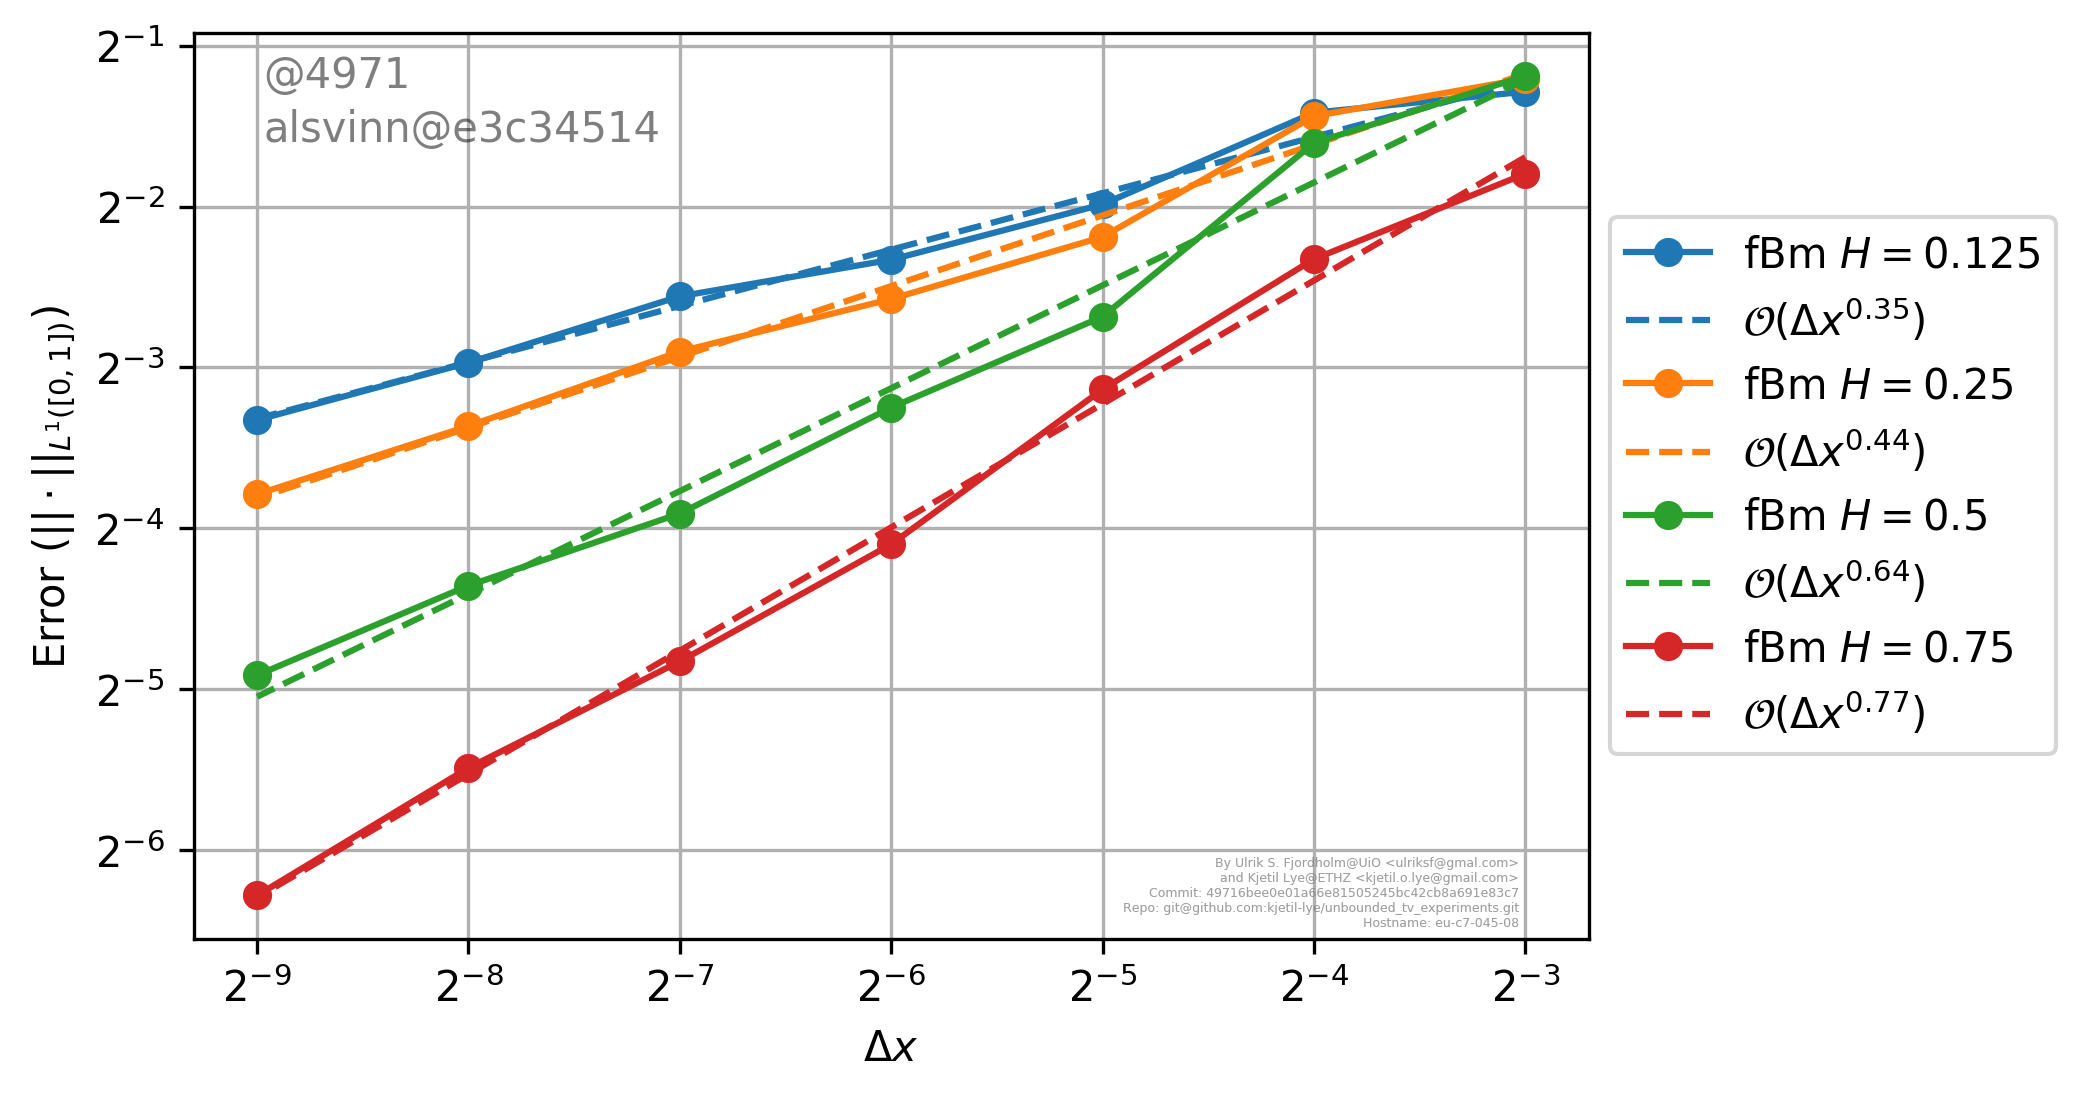 @4971
alsvinn@e3c34514
2⁻¹
2⁻²
2⁻³
2⁻⁴
2⁻⁵
2⁻⁶
Error (|| · ||_{L¹([0,1])})
2⁻⁹
2⁻⁸
2⁻⁷
2⁻⁶
2⁻⁵
2⁻⁴
2⁻³
Δx
fBm H = 0.125
𝒪(Δx^{0.35})
fBm H = 0.25
𝒪(Δx^{0.44})
fBm H = 0.5
𝒪(Δx^{0.64})
fBm H = 0.75
𝒪(Δx^{0.77})
By Ulrik S. Fjordholm@UiO <ulriksf@gmal.com>
and Kjetil Lye@ETHZ <kjetil.o.lye@gmail.com>
Commit: 49716bee0e01a66e81505245bc42cb8a691e83c7
Repo: git@github.com:kjetil-lye/unbounded_tv_experiments.git
Hostname: eu-c7-045-08